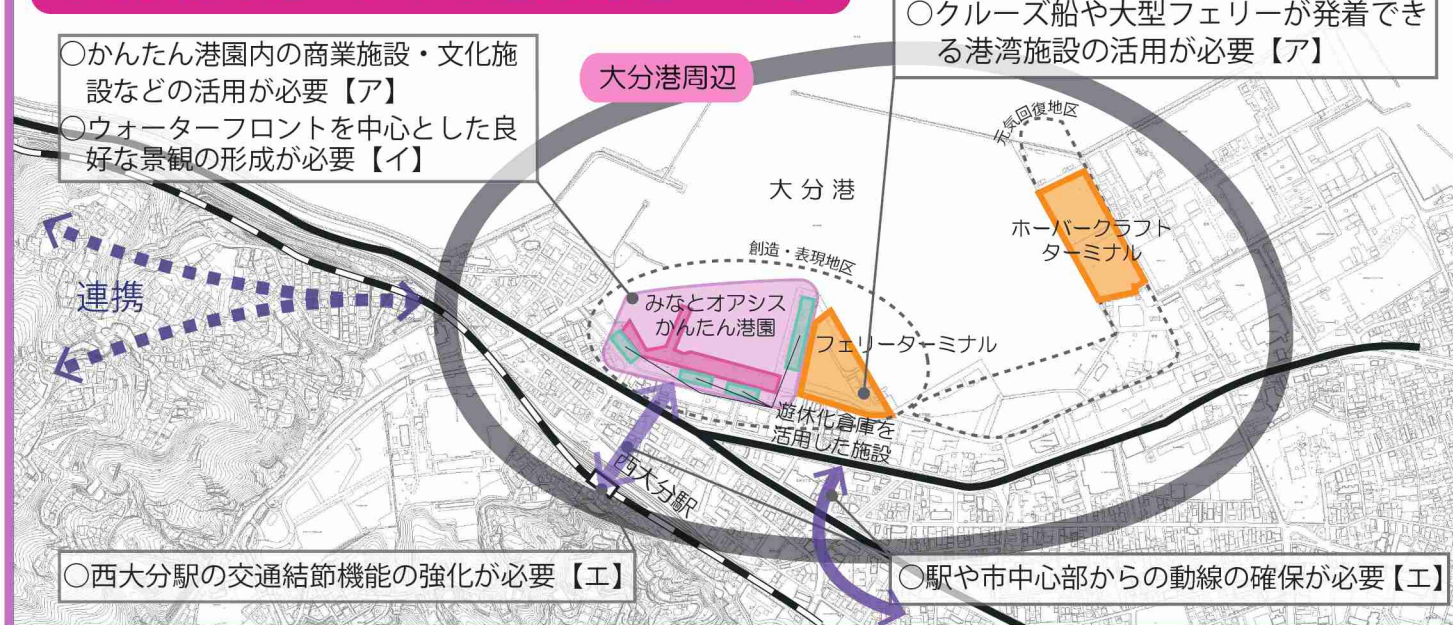 ○かんたん港園内の商業施設・文化施
設などの活用が必要【ア】
○ウォーターフロントを中心とした良
好な景観の形成が必要【イ】
大分港周辺
○クルーズ船や大型フェリーが発着でき
る港湾施設の活用が必要【ア】
元気回復地区
大分港
ホーバークラフト
ターミナル
創造・表現地区
連携
みなとオアシス
かんたん港園
フェリーターミナル
遊休化倉庫を
活用した施設
西大分駅
○西大分駅の交通結節機能の強化が必要【エ】
○駅や市中心部からの動線の確保が必要【エ】